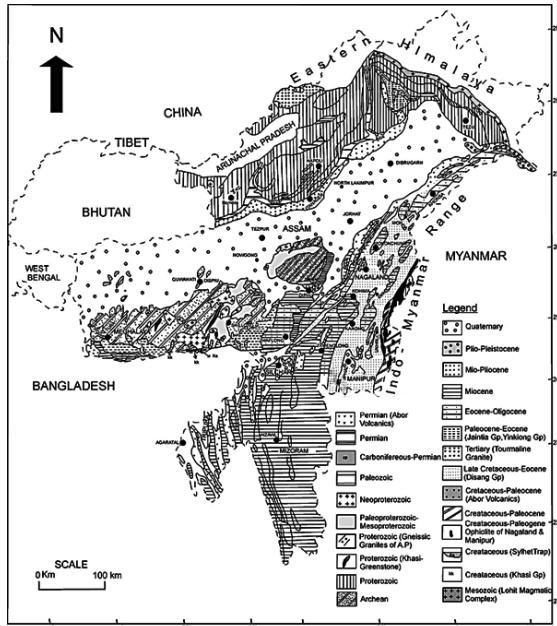 N
Eastern Himalaya
CHINA
TIBET
ARUNACHAL PRADESH
DIBRUGARH
NORTH LAKIMPUR
BHUTAN
JORHAT
TEZPUR
ASSAM
NOWGONG
WEST
BENGAL
GUWAHATI
NAGALAND
MYANMAR
Indo-Myanmar Range
BANGLADESH
MANIPUR
AGARATALA
MIZORAM
SCALE
0 Km 100 km
Permian (Abor
Volcanics)
Permian
Carbonifereous-Permian
Paleozoic
Neoproterozoic
Paleoproterozoic-
Mesoproterozoic
Proterozoic (Gneissic
Granites of A.P)
Proterozoic (Khasi-
Greenstone)
Proterozoic
Archean
Legend
Quaternary
Plio-Pleistocene
Mio-Pliocene
Miocene
Eocene-Oligocene
Paleocene-Eocene
(Jaintia Gp,Yinkiong Gp)
Tertiary (Tourmaline
Granite)
Late Cretaceous-Eocene
(Disang Gp)
Cretaceous-Paleocene
(Abor Volcanics)
Creataceous-Paleocene
Creataceous-Paleogene
Ophiolite of Nagaland &
Manipur
Creataceous (SylhetTrap)
Creataceous (Khasi Gp)
Mesozoic (Lohit Magmatic
Complex)